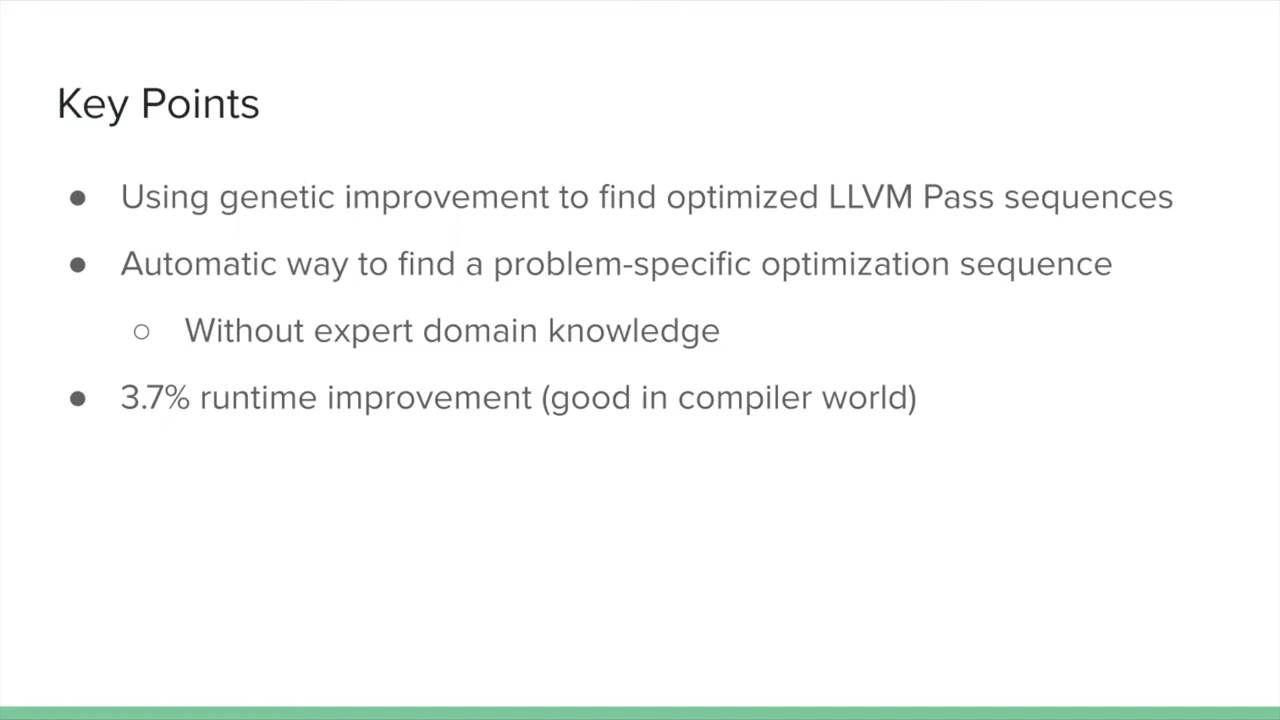 Key Points
● Using genetic improvement to find optimized LLVM Pass sequences
● Automatic way to find a problem-specific optimization sequence
○ Without expert domain knowledge
● 3.7% runtime improvement (good in compiler world)